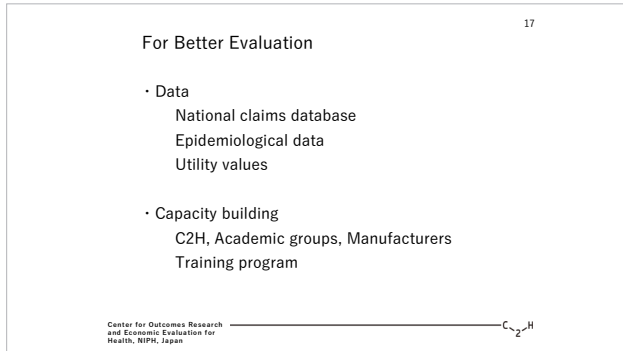 17
For Better Evaluation
・Data
National claims database
Epidemiological data
Utility values
・Capacity building
C2H, Academic groups, Manufacturers
Training program
Center for Outcomes Research
and Economic Evaluation for
Health, NIPH, Japan
C2H